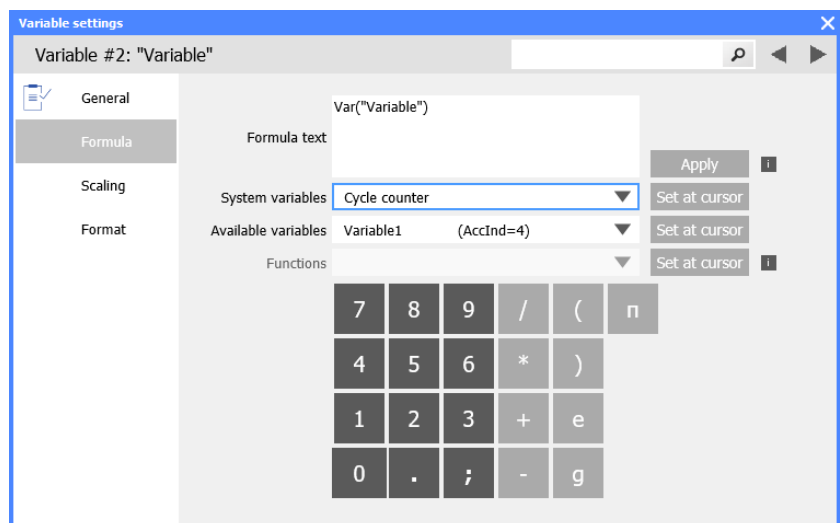 Variable settings
Variable #2: "Variable"
General
Var("Variable")
Formula
Formula text
Apply i
Scaling
System variables Cycle counter Set at cursor
Format
Available variables Variable1 (AccInd=4) Set at cursor
Functions Set at cursor i
7 8 9 / ( п
4 5 6 * )
1 2 3 + e
0 . ; - g